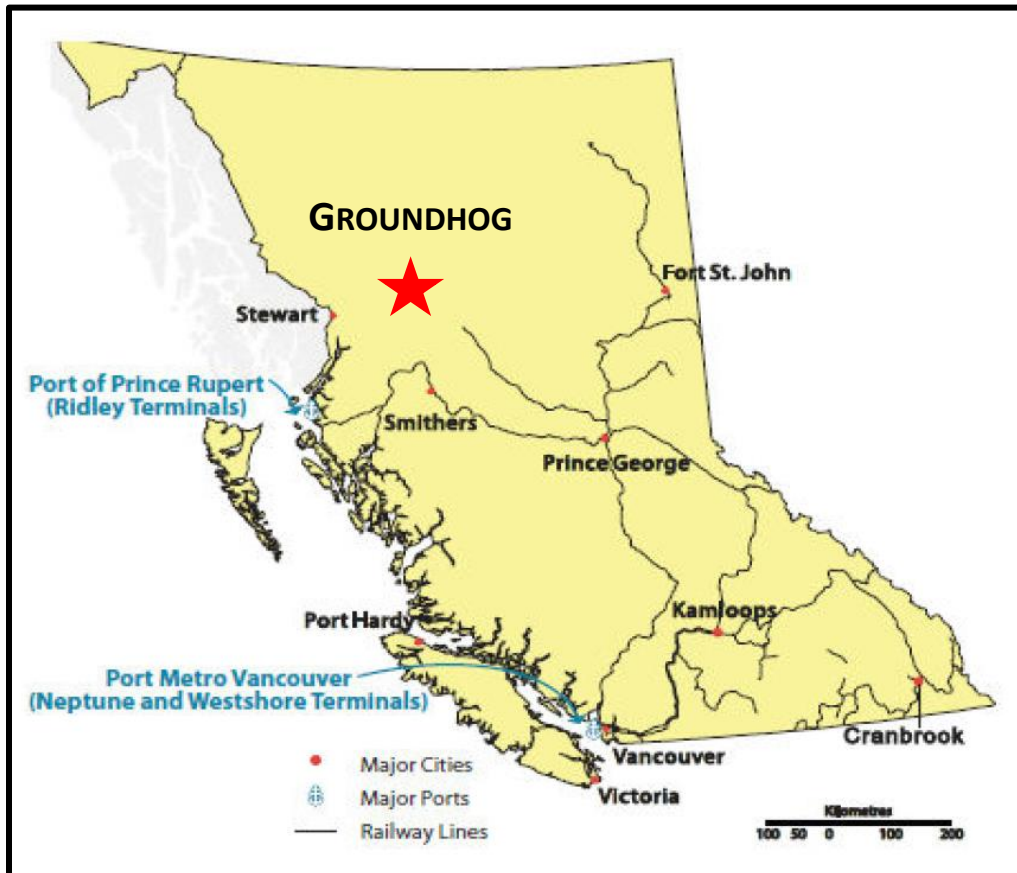 GROUNDHOG
Fort St. John
Stewart
Port of Prince Rupert
(Ridley Terminals)
Smithers
Prince George
Port Hardy
Kamloops
Port Metro Vancouver
(Neptune and Westshore Terminals)
Vancouver
Cranbrook
Victoria
Major Cities
Major Ports
Railway Lines
Kilometres
100 50 0 100 200